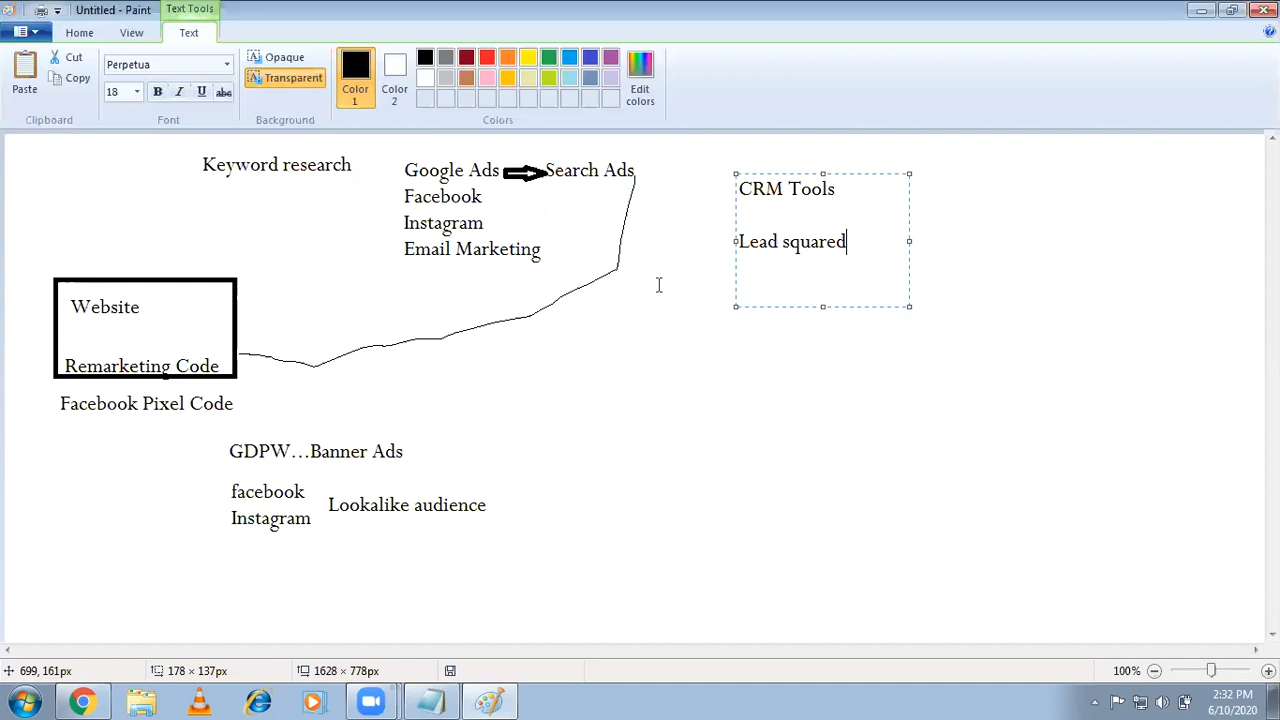 Untitled - Paint
Text Tools
Home
View
Text
Paste
Cut
Copy
Clipboard
Perpetua
18
B I U abc
Font
Opaque
Transparent
Background
Color 1
Color 2
Edit colors
Colors
Keyword research
Google Ads
Search Ads
Facebook
Instagram
Email Marketing
CRM Tools
Lead squared
Website
Remarketing Code
Facebook Pixel Code
GDPW...Banner Ads
facebook
Instagram
Lookalike audience
699, 161px
178 × 137px
1628 × 778px
100%
2:32 PM
6/10/2020